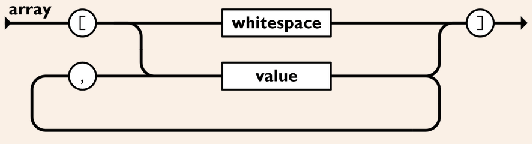 array
[ whitespace ]
, value